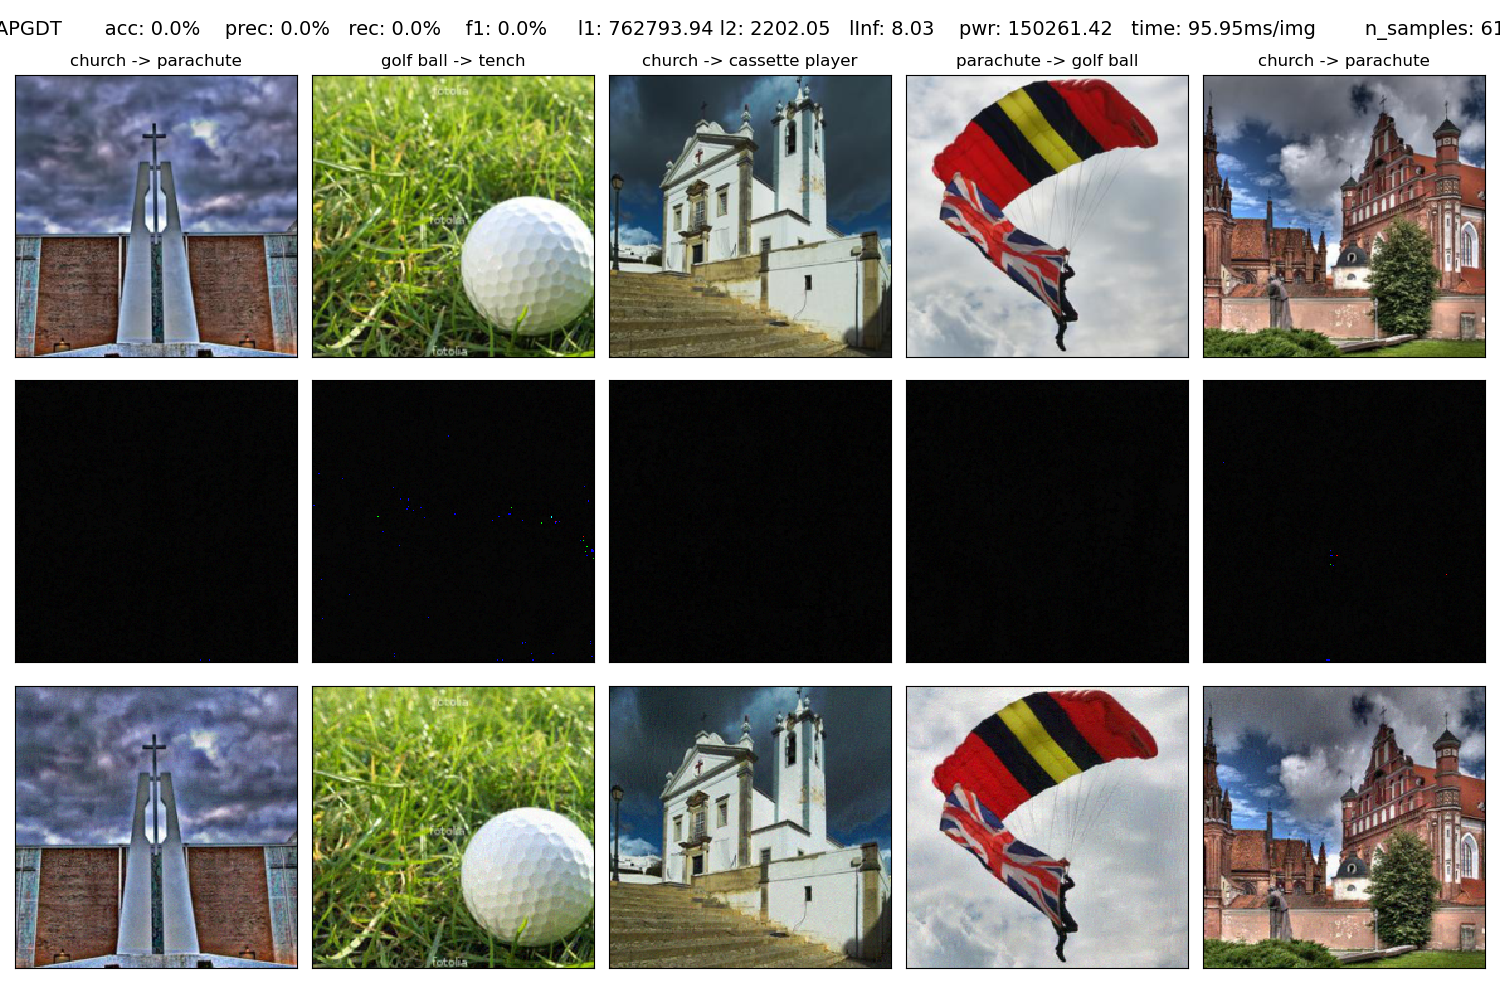 APGDT acc: 0.0% prec: 0.0% rec: 0.0% f1: 0.0% l1: 762793.94 l2: 2202.05 lInf: 8.03 pwr: 150261.42 time: 95.95ms/img n_samples: 61
church -> parachute
golf ball -> tench
church -> cassette player
parachute -> golf ball
church -> parachute
fotolia
fotolia
fotolia
fotolia
fotolia
fotolia